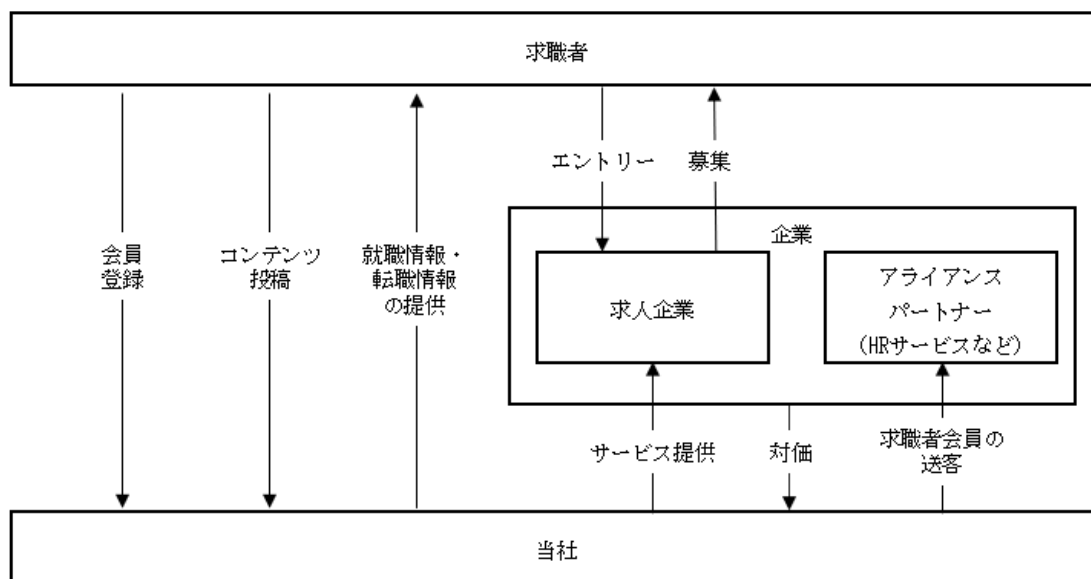 求職者
エントリー
募集
会員
登録
コンテンツ
投稿
就職情報・
転職情報
の提供
企業
求人企業
アライアンス
パートナー
（HRサービスなど）
サービス提供
対価
求職者会員の
送客
当社